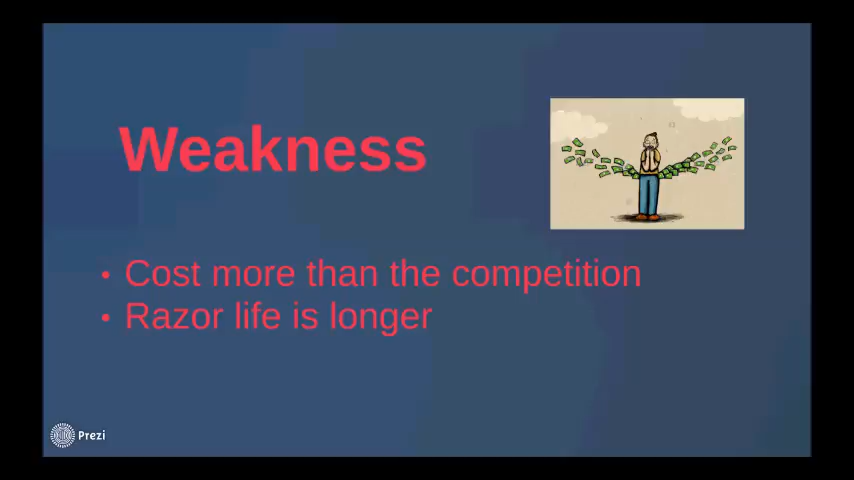 Weakness
• Cost more than the competition
• Razor life is longer
Prezi